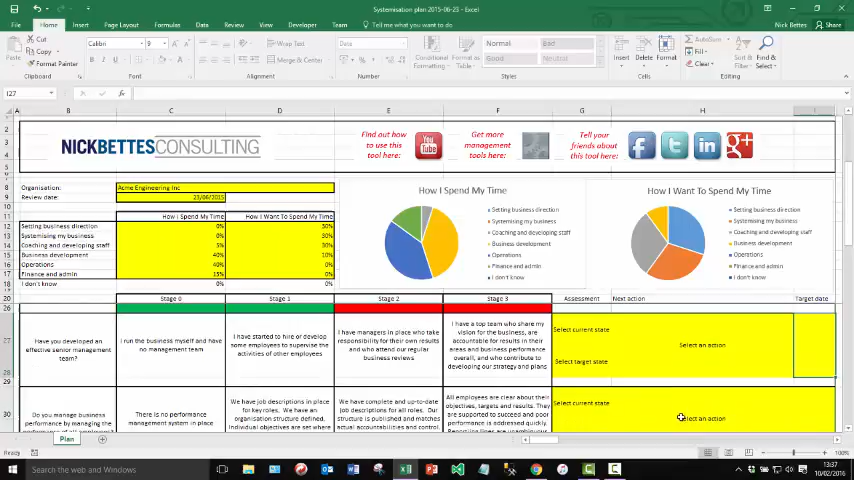 Systemisation plan 2015-06-23 - Excel
File Home Insert Page Layout Formulas Data Review View Developer Team Tell me what you want to do Nick Bettes Share
Cut
Copy
Format Painter
Paste
Clipboard
Calibri 9
B I U
Font
Wrap Text
Merge & Center
Alignment
Number
Conditional Formatting
Format as Table
Normal Bad
Good Neutral
Styles
Insert Delete Format
Cells
AutoSum
Fill
Clear
Sort & Filter
Find & Select
Editing
I27
fx
A B C D E F G H I
NICKBETTESCONSULTING
Find out how to use this tool here:
You Tube
Get more management tools here:
Tell your friends about this tool here:
Organisation: Acme Engineering Inc
Review date: 23/06/2015
How I Spend My Time How I Want To Spend My Time
Setting business direction 0% 30%
Systemising my business 0% 30%
Coaching and developing staff 5% 30%
Business development 40% 10%
Operations 40% 0%
Finance and admin 15% 0%
I don't know 0% 0%
How I Spend My Time
Setting business direction
Systemising my business
Coaching and developing staff
Business development
Operations
Finance and admin
I don't know
How I Want To Spend My Time
Setting business direction
Systemising my business
Coaching and developing staff
Business development
Operations
Finance and admin
I don't know
Stage 0 Stage 1 Stage 2 Stage 3 Assessment Next action Target date
Have you developed an effective senior management team?
I run the business myself and have no management team
I have started to hire or develop some employees to supervise the activities of other employees
I have managers in place who take responsibility for their own results and who attend our regular business reviews
I have a top team who share my vision for the business, are accountable for results in their areas and business performance overall, and who contribute to developing our strategy and plans
Select current state
Select an action
Select target state
Do you manage business performance by managing the
There is no performance management system in place
We have job descriptions in place for key roles. We have an organisation structure defined. Individual objectives are set where
We have complete and up-to-date job descriptions for all roles. Our structure is published and matches actual accountabilities.
All employees are clear about their objectives, targets and results. They are supported to succeed and poor performance is addressed quickly.
Select current state
Select an action
Plan
Ready
100%
Search the web and Windows
13:37
10/02/2016